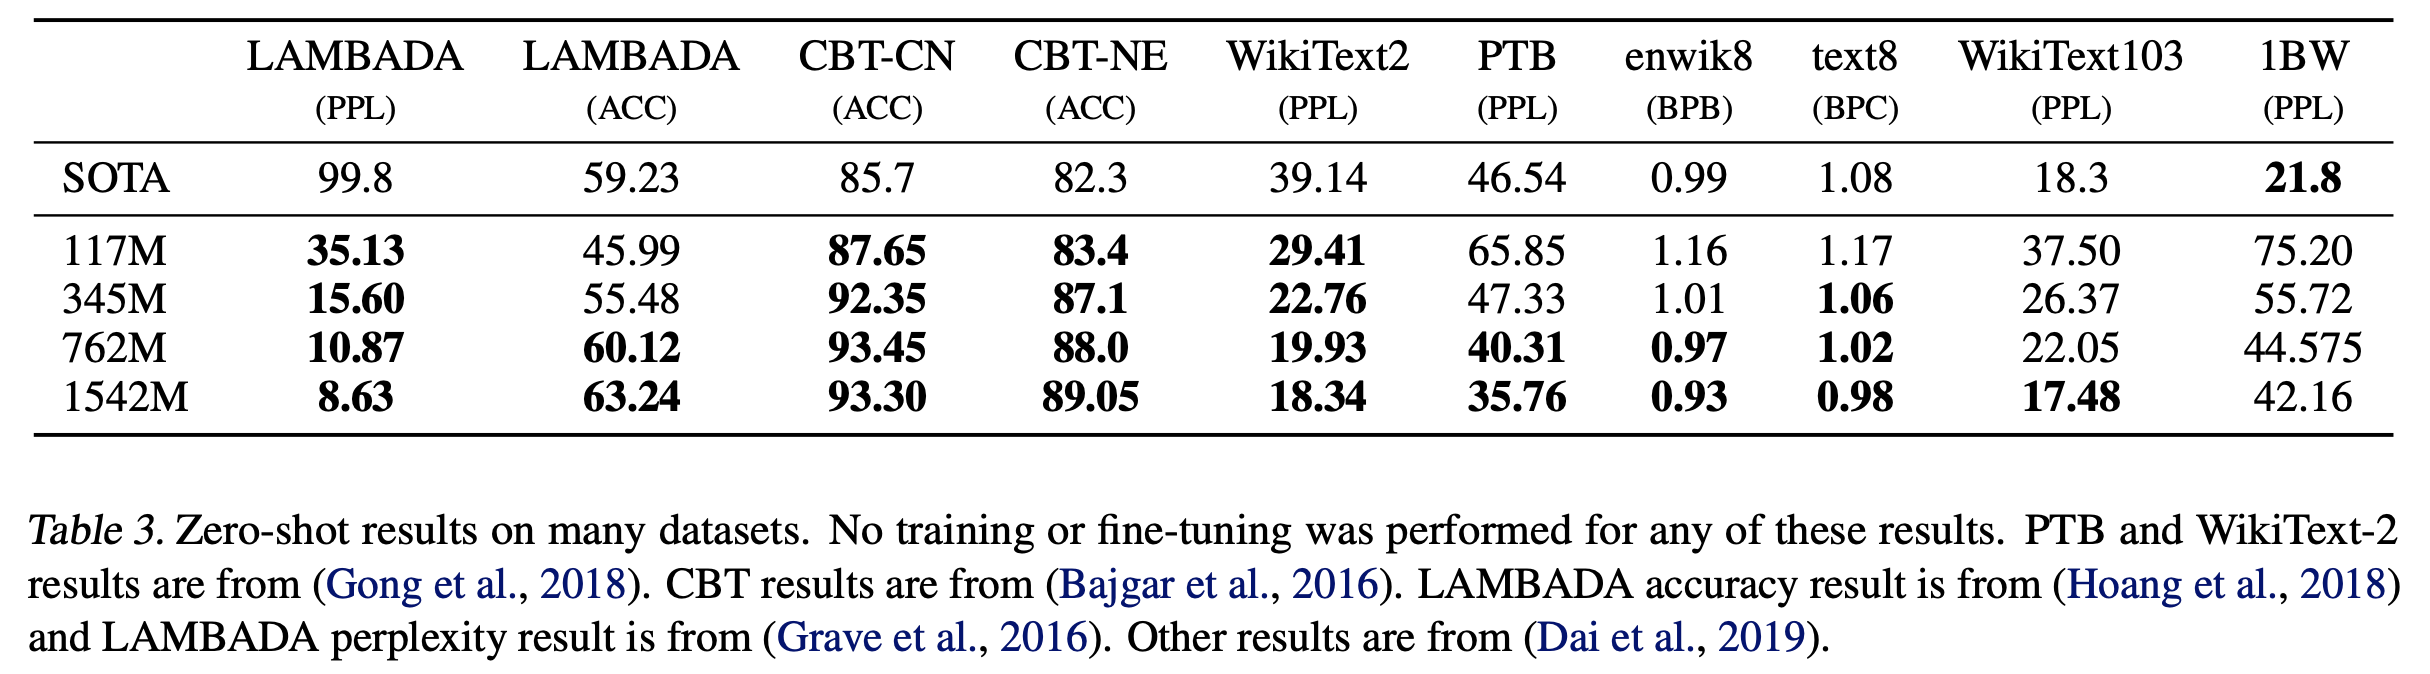 LAMBADA LAMBADA CBT-CN CBT-NE WikiText2 PTB enwik8 text8 WikiText103 1BW
(PPL) (ACC) (ACC) (ACC) (PPL) (PPL) (BPB) (BPC) (PPL) (PPL)
SOTA 99.8 59.23 85.7 82.3 39.14 46.54 0.99 1.08 18.3 21.8
117M 35.13 45.99 87.65 83.4 29.41 65.85 1.16 1.17 37.50 75.20
345M 15.60 55.48 92.35 87.1 22.76 47.33 1.01 1.06 26.37 55.72
762M 10.87 60.12 93.45 88.0 19.93 40.31 0.97 1.02 22.05 44.575
1542M 8.63 63.24 93.30 89.05 18.34 35.76 0.93 0.98 17.48 42.16
Table 3. Zero-shot results on many datasets. No training or fine-tuning was performed for any of these results. PTB and WikiText-2
results are from (Gong et al., 2018). CBT results are from (Bajgar et al., 2016). LAMBADA accuracy result is from (Hoang et al., 2018)
and LAMBADA perplexity result is from (Grave et al., 2016). Other results are from (Dai et al., 2019).